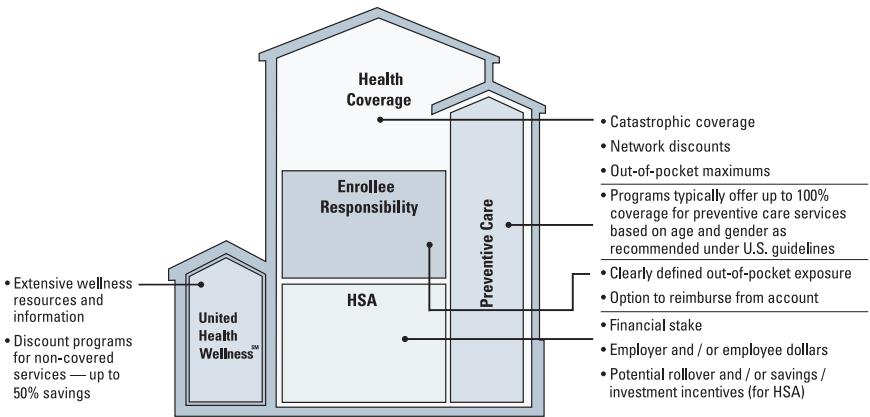 Health
Coverage
Enrollee
Responsibility
HSA
Preventive Care
United
Health
Wellness℠
• Extensive wellness
resources and
information
• Discount programs
for non-covered
services — up to
50% savings
• Catastrophic coverage
• Network discounts
• Out-of-pocket maximums
• Programs typically offer up to 100%
coverage for preventive care services
based on age and gender as
recommended under U.S. guidelines
• Clearly defined out-of-pocket exposure
• Option to reimburse from account
• Financial stake
• Employer and / or employee dollars
• Potential rollover and / or savings /
investment incentives (for HSA)